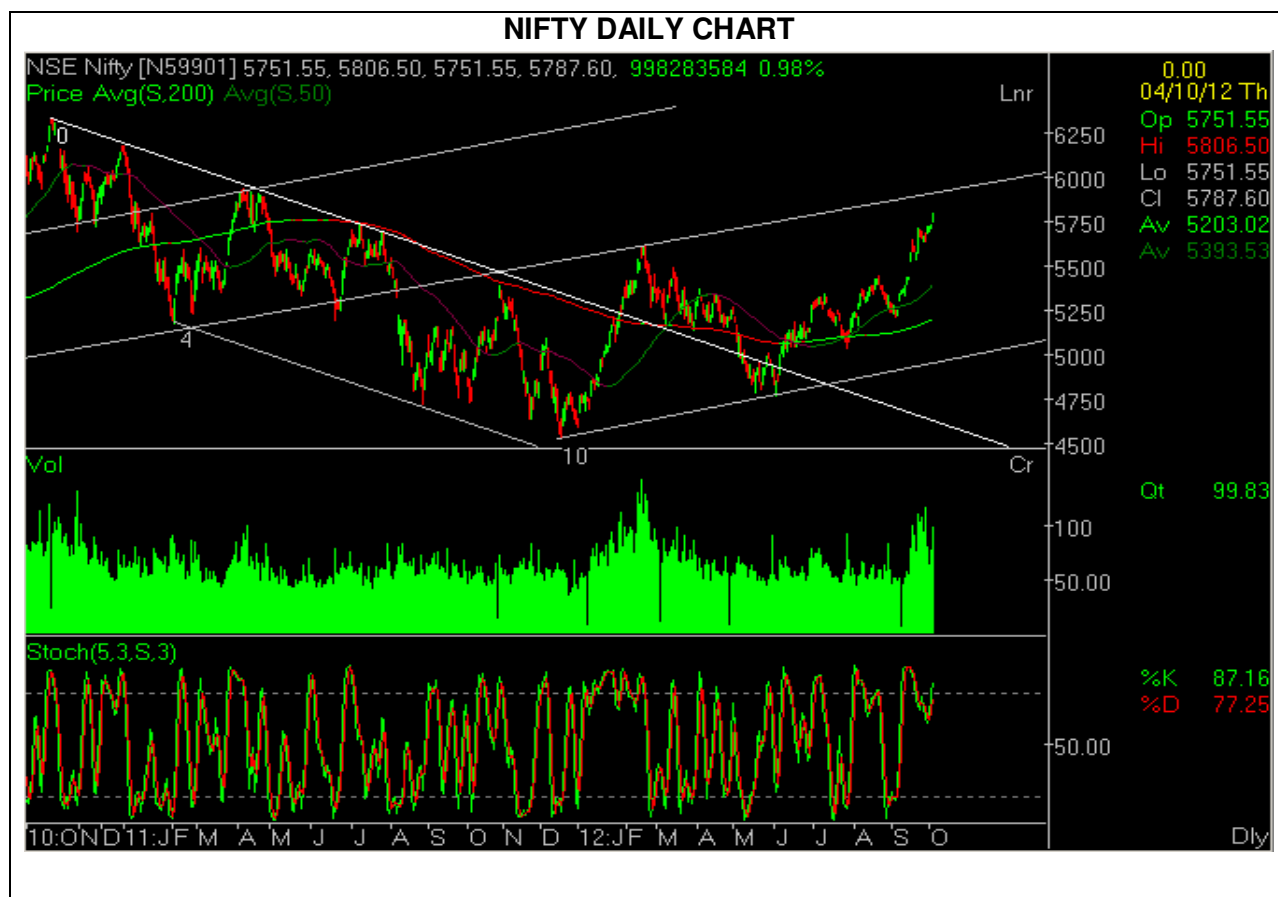 NIFTY DAILY CHART
NSE Nifty [N59901] 5751.55, 5806.50, 5751.55, 5787.60, 998283584 0.98%
Price Avg(S,200) Avg(S,50)
Lnr
0.00
04/10/12 Th
Op 5751.55
Hi 5806.50
Lo 5751.55
Cl 5787.60
Av 5203.02
Av 5393.53
0
4
10
6250
6000
5750
5500
5250
5000
4750
4500
Vol
Cr
Qt 99.83
100
50.00
Stoch(5,3,S,3)
%K 87.16
%D 77.25
50.00
10:O N D 11:J F M A M J J A S O N D 12:J F M A M J J A S O
Dly